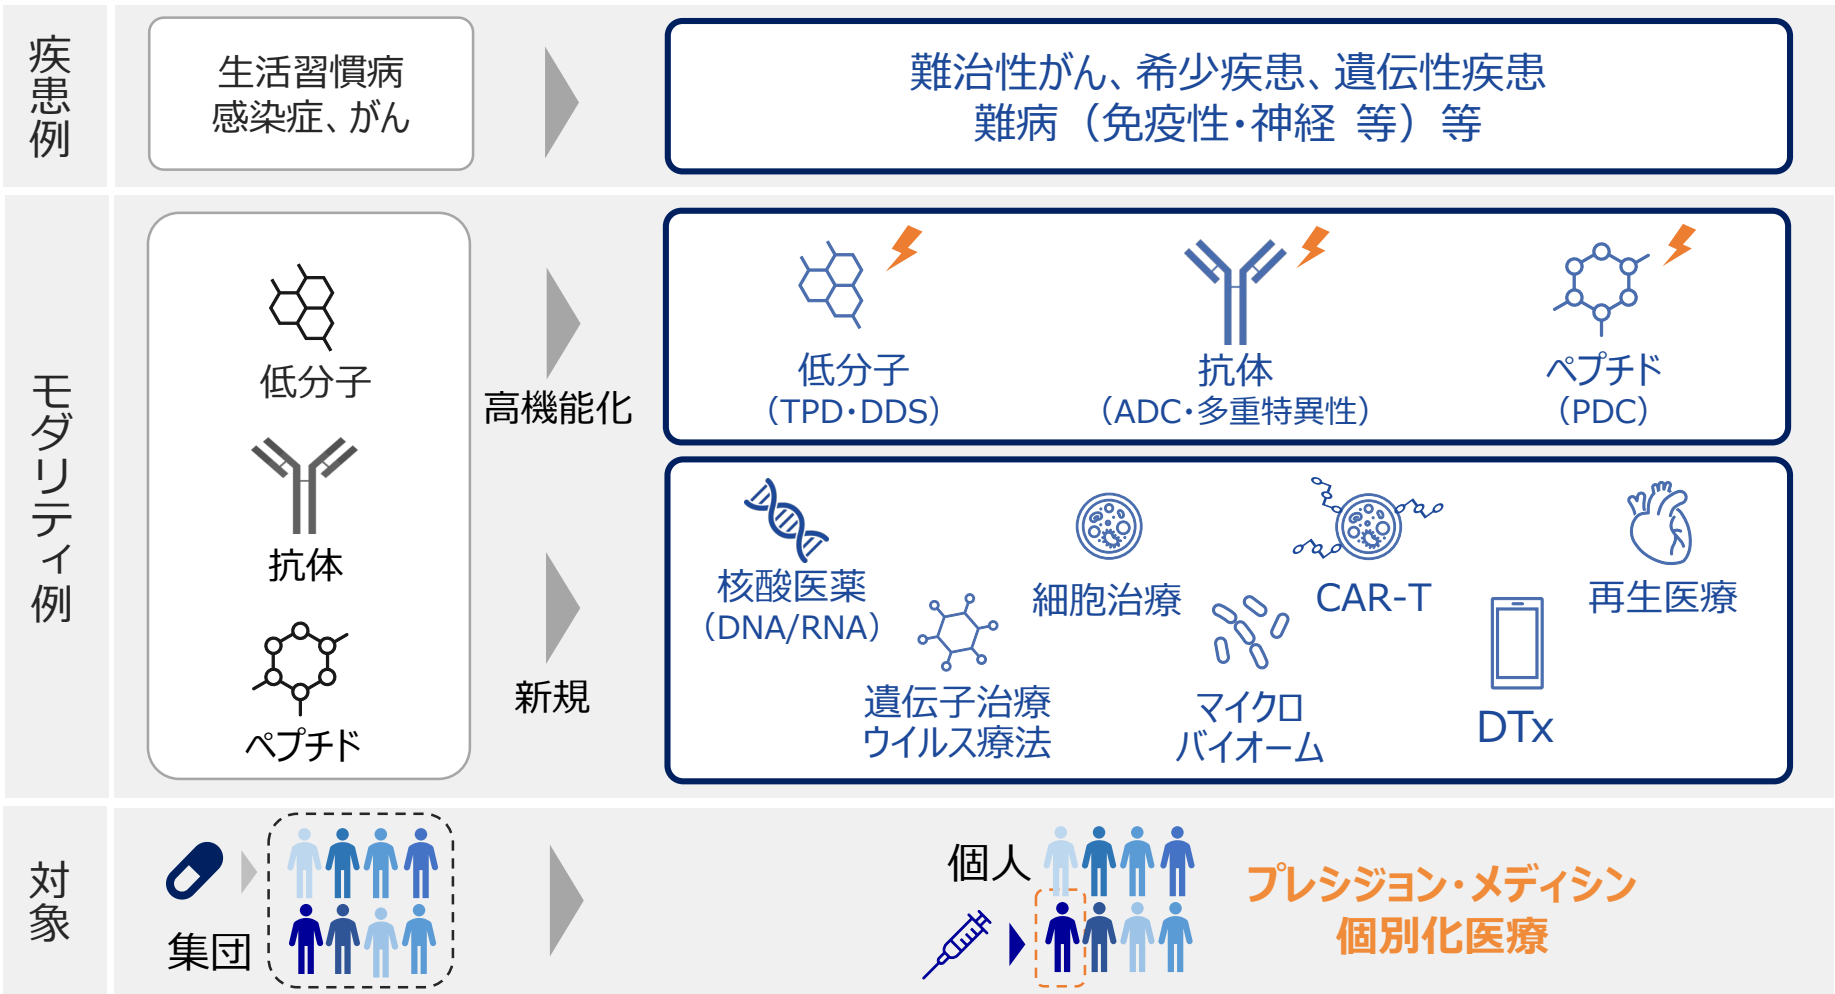 疾患例
生活習慣病
感染症、がん
難治性がん、希少疾患、遺伝性疾患
難病（免疫性・神経 等）等
モダリティ例
低分子
抗体
ペプチド
高機能化
新規
低分子
（TPD・DDS）
抗体
（ADC・多重特異性）
ペプチド
（PDC）
核酸医薬
（DNA/RNA）
細胞治療
CAR-T
再生医療
遺伝子治療
ウイルス療法
マイクロ
バイオーム
DTx
対象
集団
個人
プレシジョン・メディシン
個別化医療